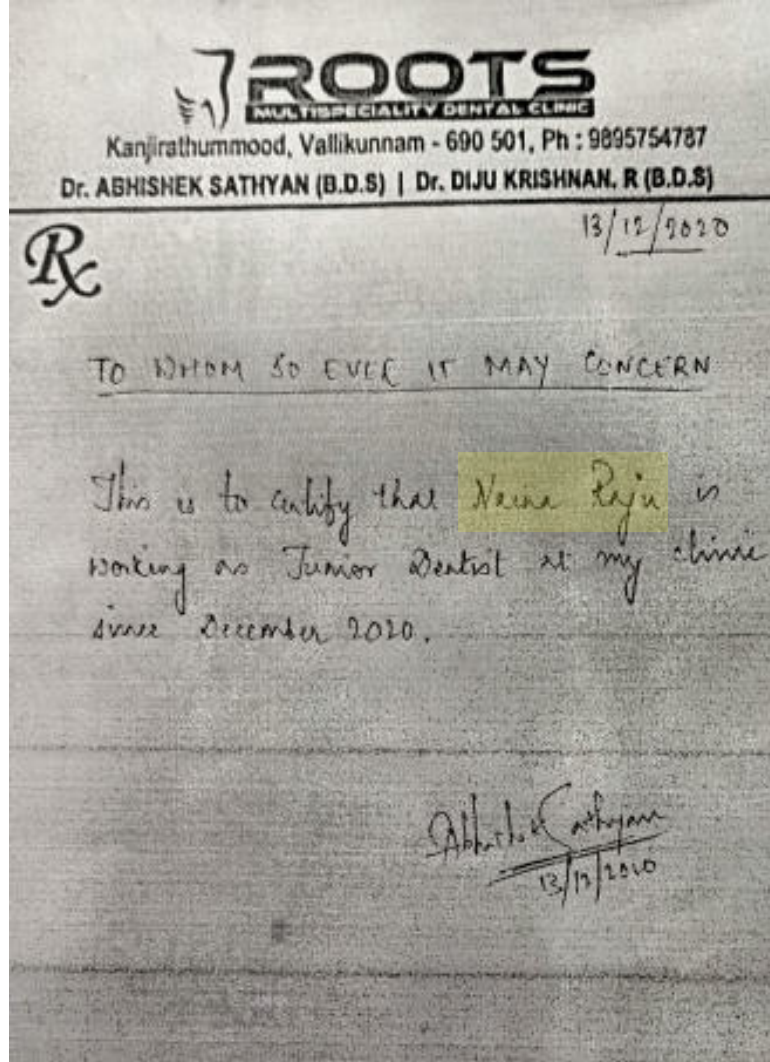 ROOTS
MULTISPECIALITY DENTAL CLINIC
Kanjirathummood, Vallikunnam - 690 501, Ph : 9895754787
Dr. ABHISHEK SATHYAN (B.D.S) | Dr. DIJU KRISHNAN. R (B.D.S)
13/12/2020
Rx
TO WHOM SO EVER IT MAY CONCERN
This is to certify that Naina Raju is
working as Junior Dentist at my clinic
since December 2020.
Abhishek Sathyan
13/12/2020